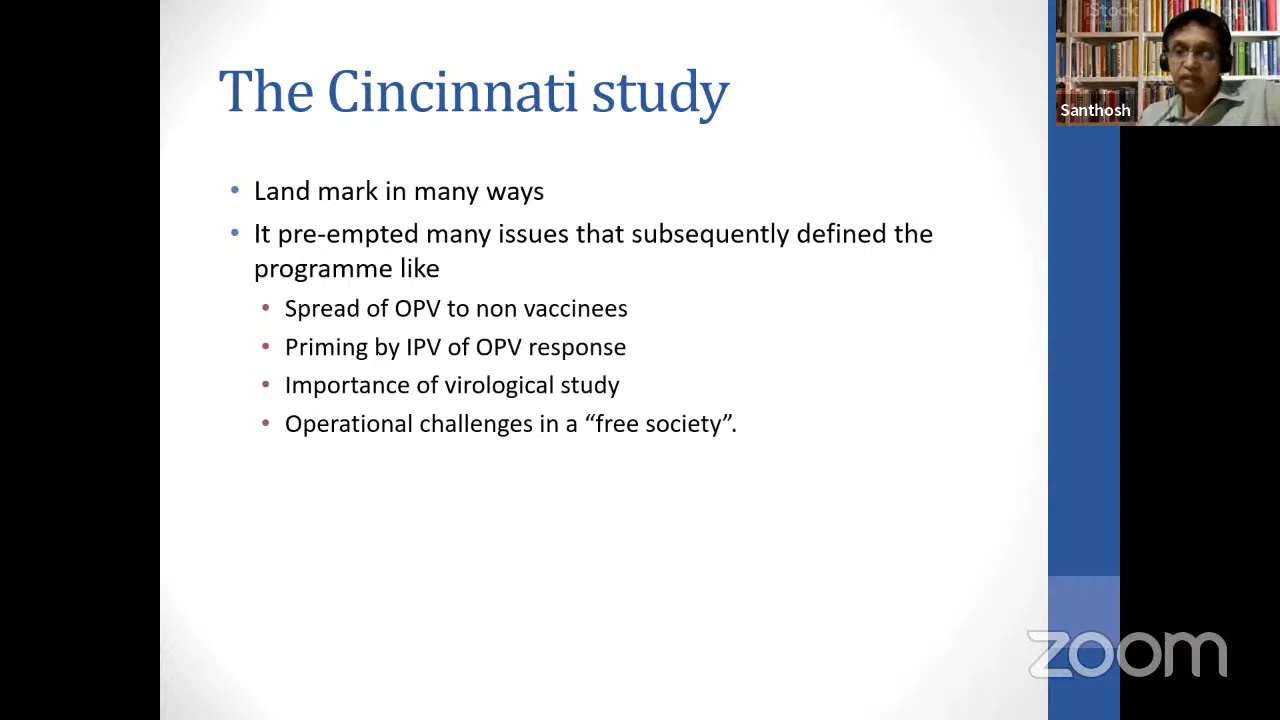 The Cincinnati study
• Land mark in many ways
• It pre-empted many issues that subsequently defined the
programme like
• Spread of OPV to non vaccinees
• Priming by IPV of OPV response
• Importance of virological study
• Operational challenges in a “free society”.
iStock
Santhosh
zoom